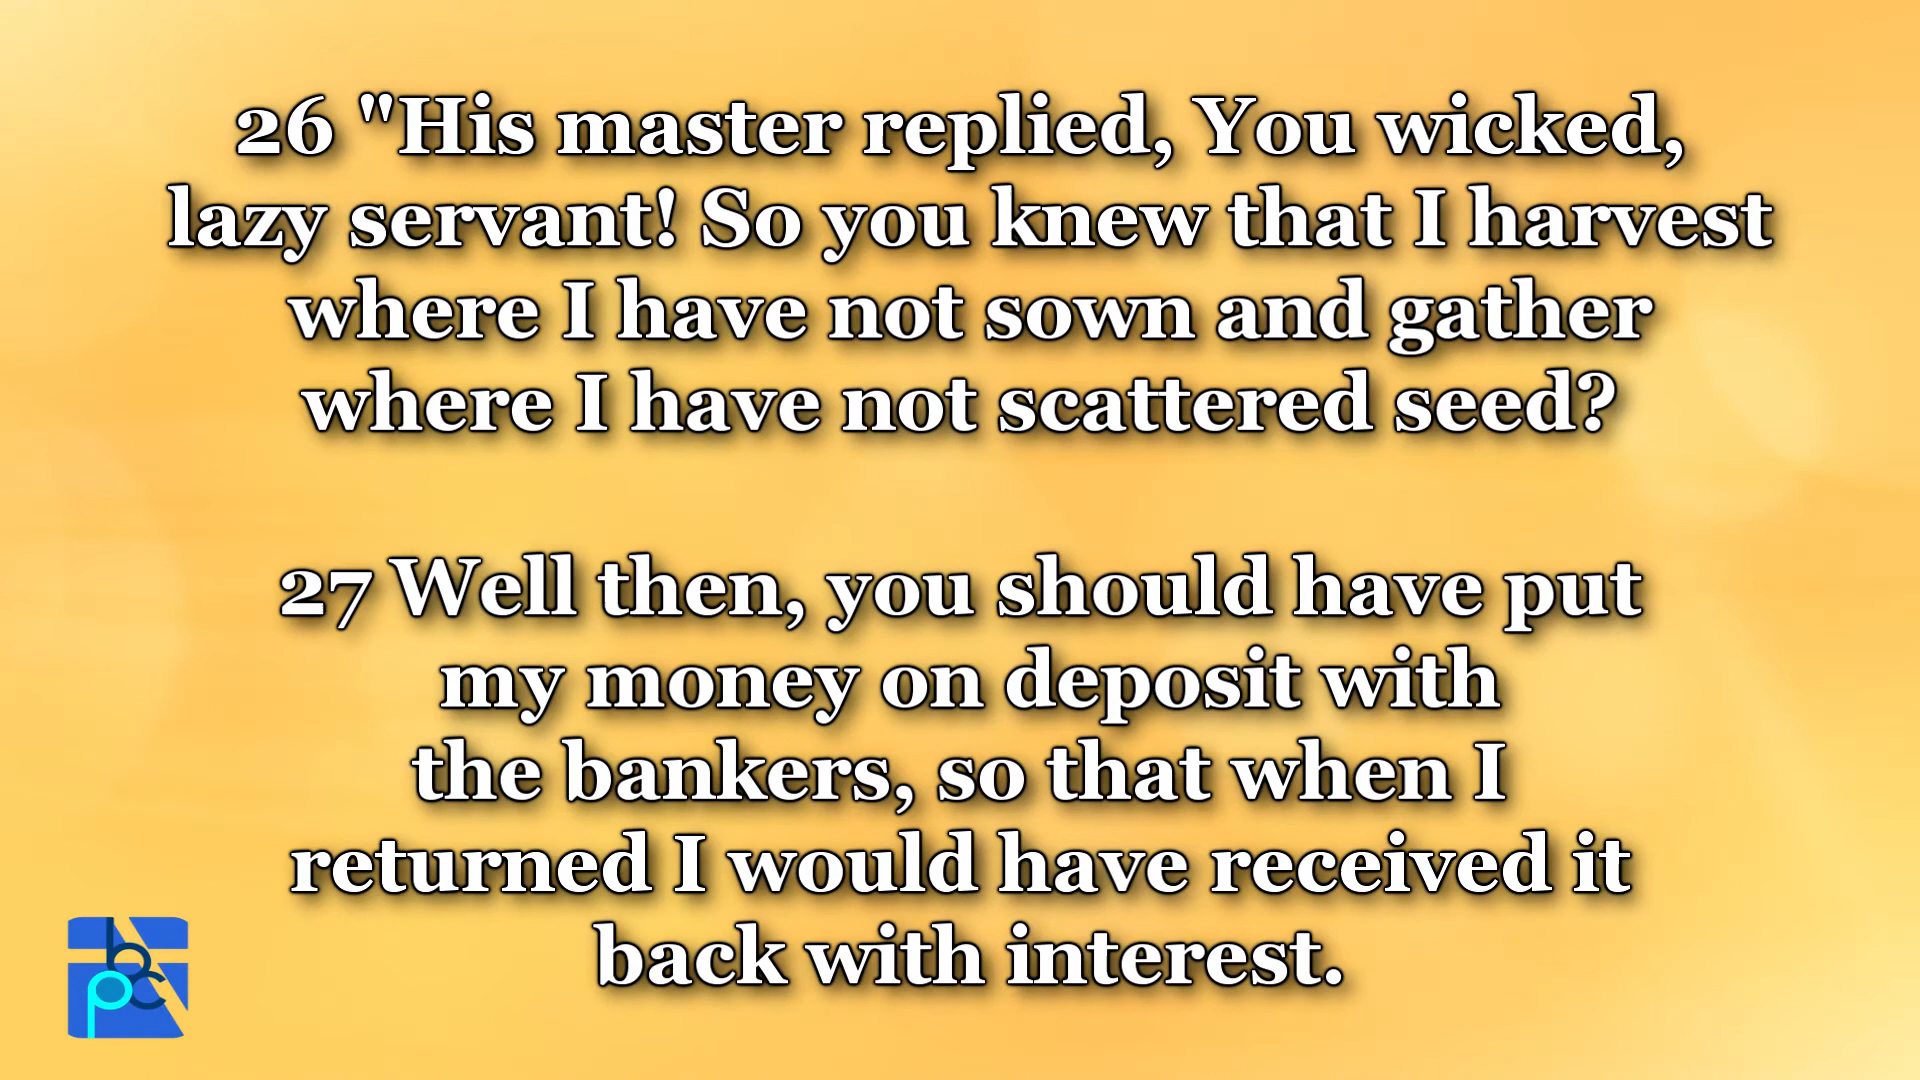 26 "His master replied, You wicked,
lazy servant! So you knew that I harvest
where I have not sown and gather
where I have not scattered seed?
27 Well then, you should have put
my money on deposit with
the bankers, so that when I
returned I would have received it
back with interest.
pbc